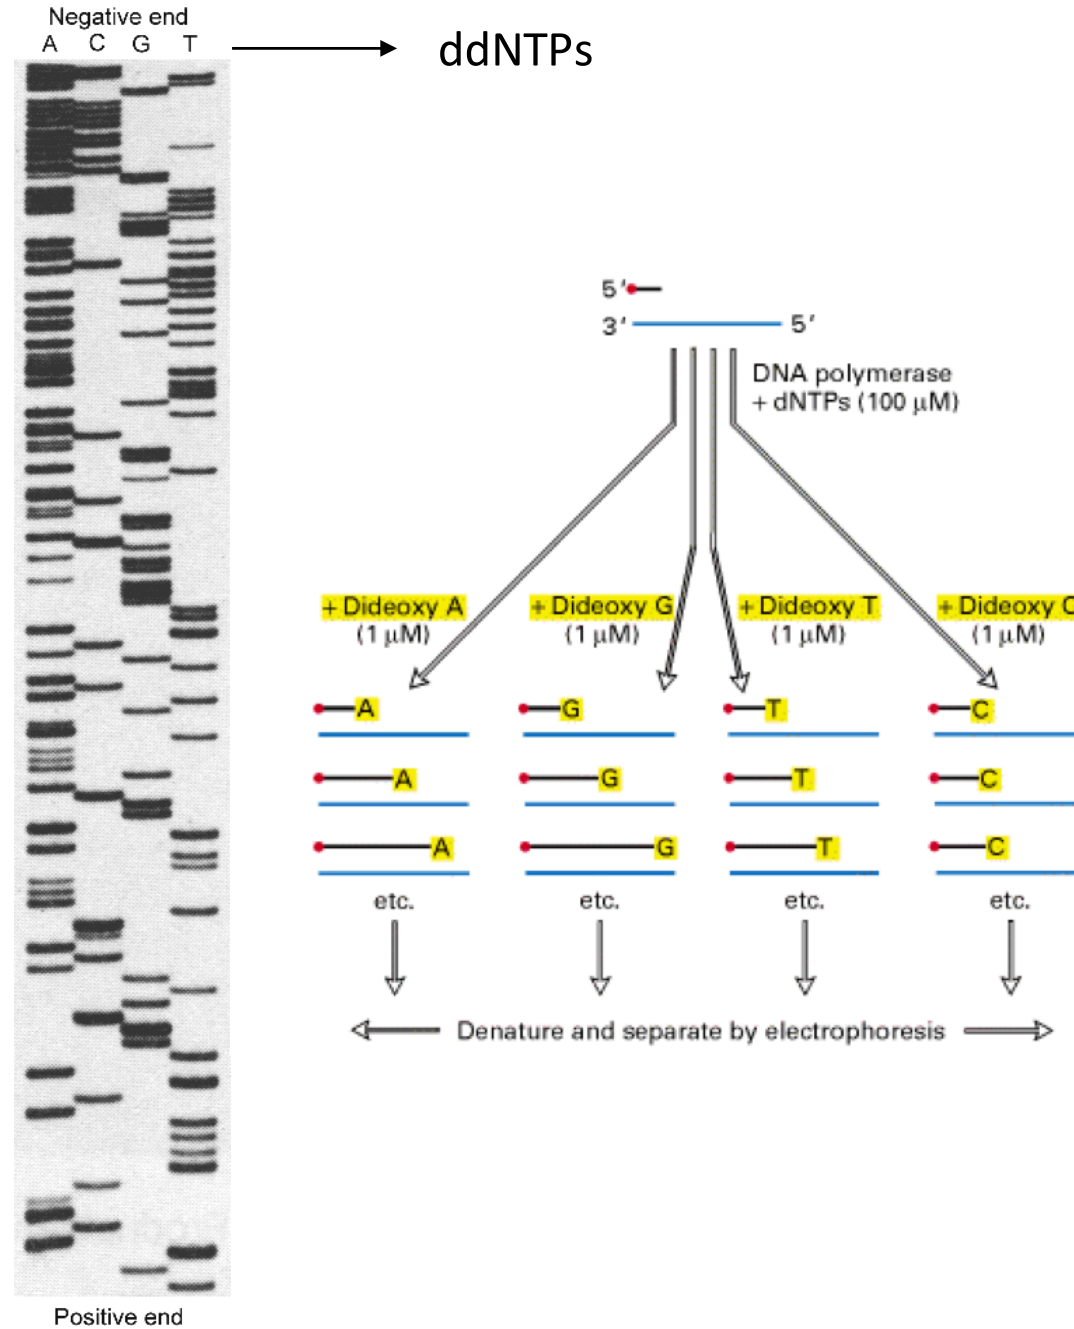 Negative end
A C G T
ddNTPs
5'
3' 5'
DNA polymerase
+ dNTPs (100 μM)
+ Dideoxy A + Dideoxy G + Dideoxy T + Dideoxy C
(1 μM) (1 μM) (1 μM) (1 μM)
A G T C
A G T C
A G T C
etc. etc. etc. etc.
Denature and separate by electrophoresis
Positive end